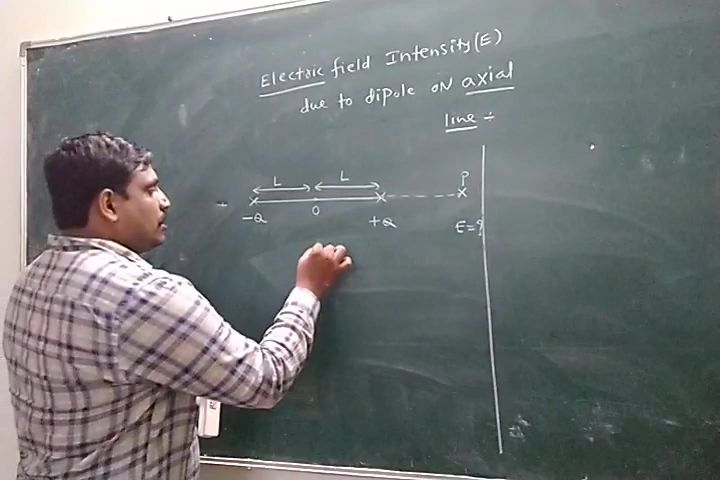 Electric field Intensity (E)
due to dipole ON axial
line ÷
L L P
-Q O +Q E=?